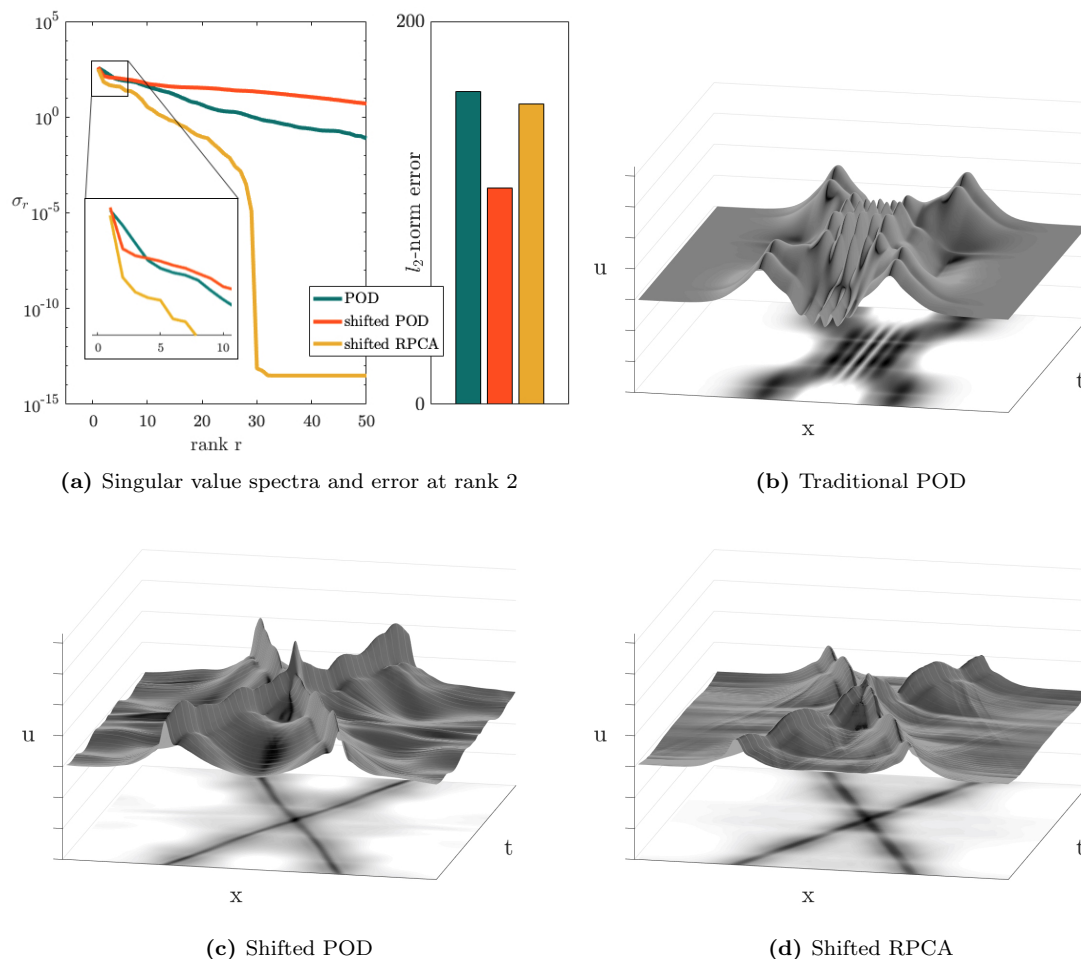 10^5
10^0
10^-5
10^-10
10^-15
σ_r
0 10 20 30 40 50
rank r
0 5 10
200
0
l_2-norm error
POD
shifted POD
shifted RPCA
(a) Singular value spectra and error at rank 2
u
t
x
(b) Traditional POD
u
t
x
(c) Shifted POD
u
t
x
(d) Shifted RPCA